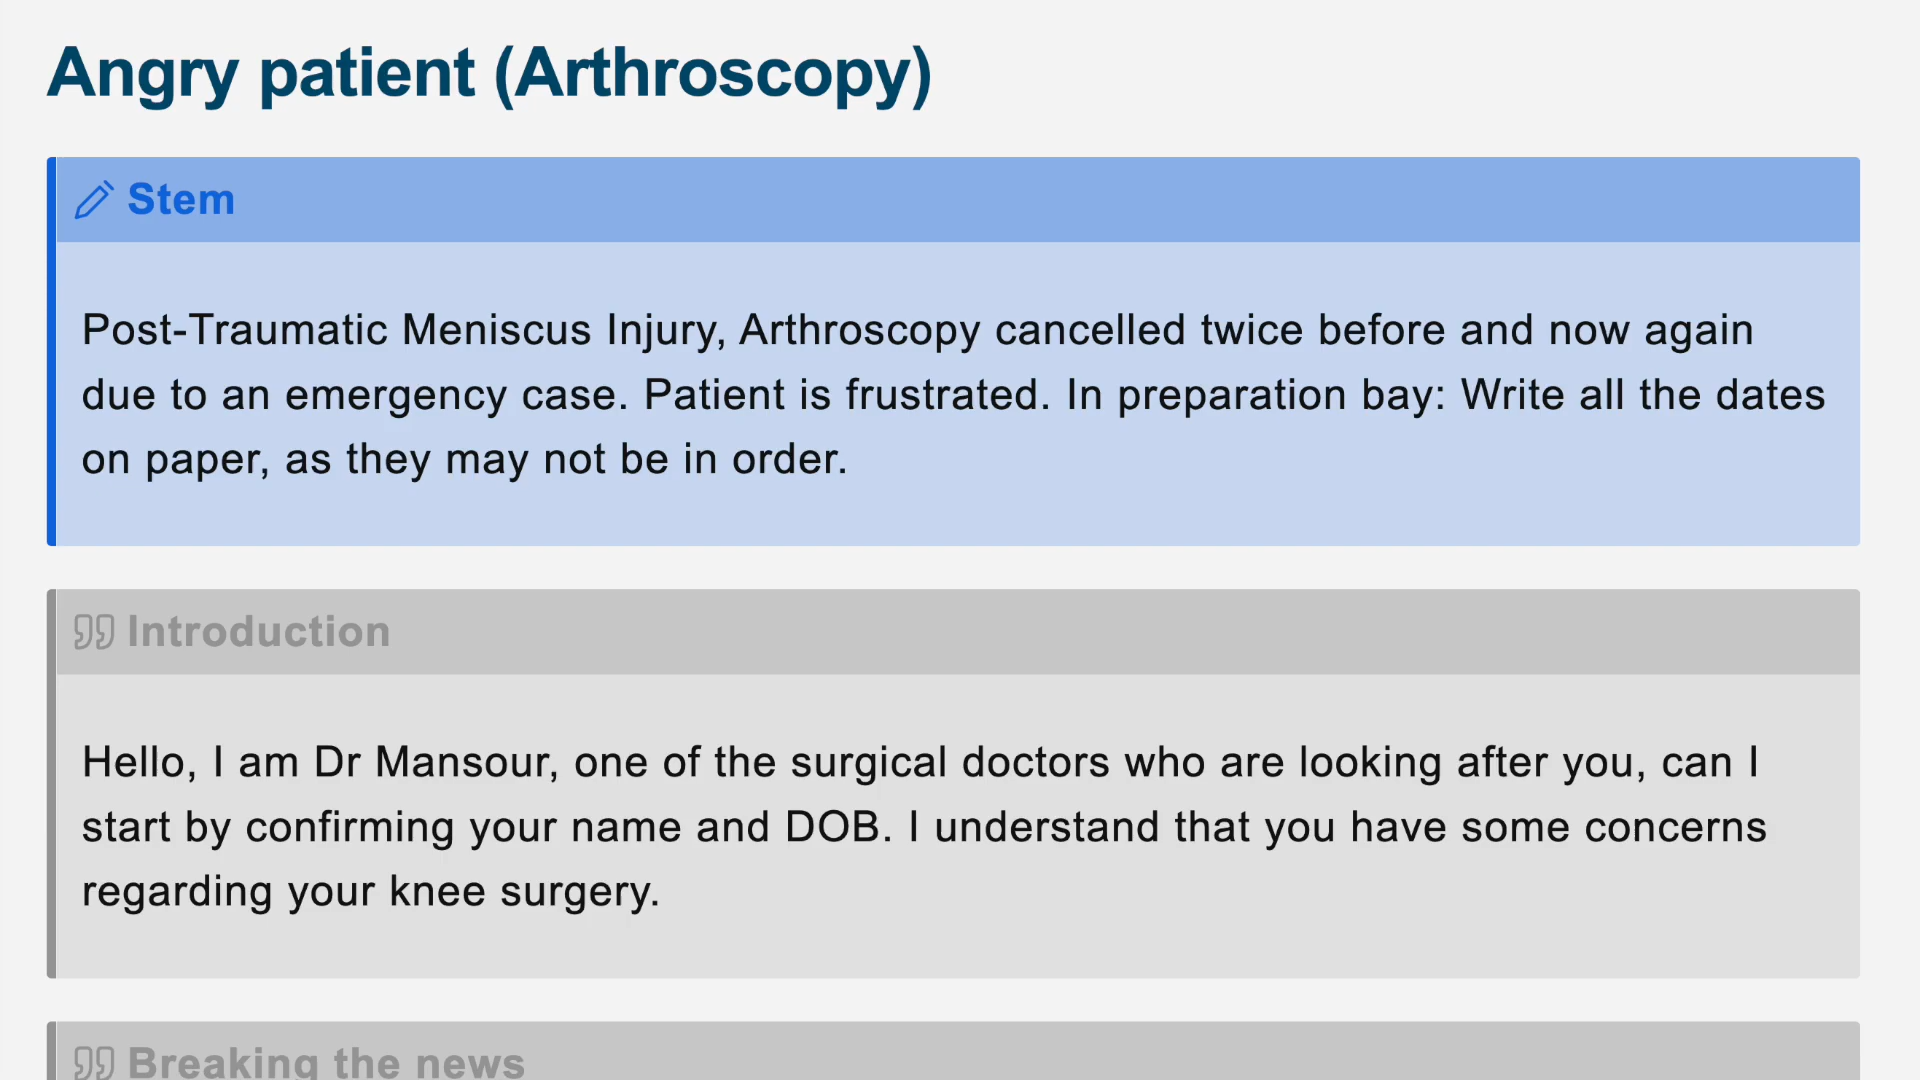 Angry patient (Arthroscopy)
Stem
Post-Traumatic Meniscus Injury, Arthroscopy cancelled twice before and now again
due to an emergency case. Patient is frustrated. In preparation bay: Write all the dates
on paper, as they may not be in order.
Introduction
Hello, I am Dr Mansour, one of the surgical doctors who are looking after you, can I
start by confirming your name and DOB. I understand that you have some concerns
regarding your knee surgery.
Breaking the news